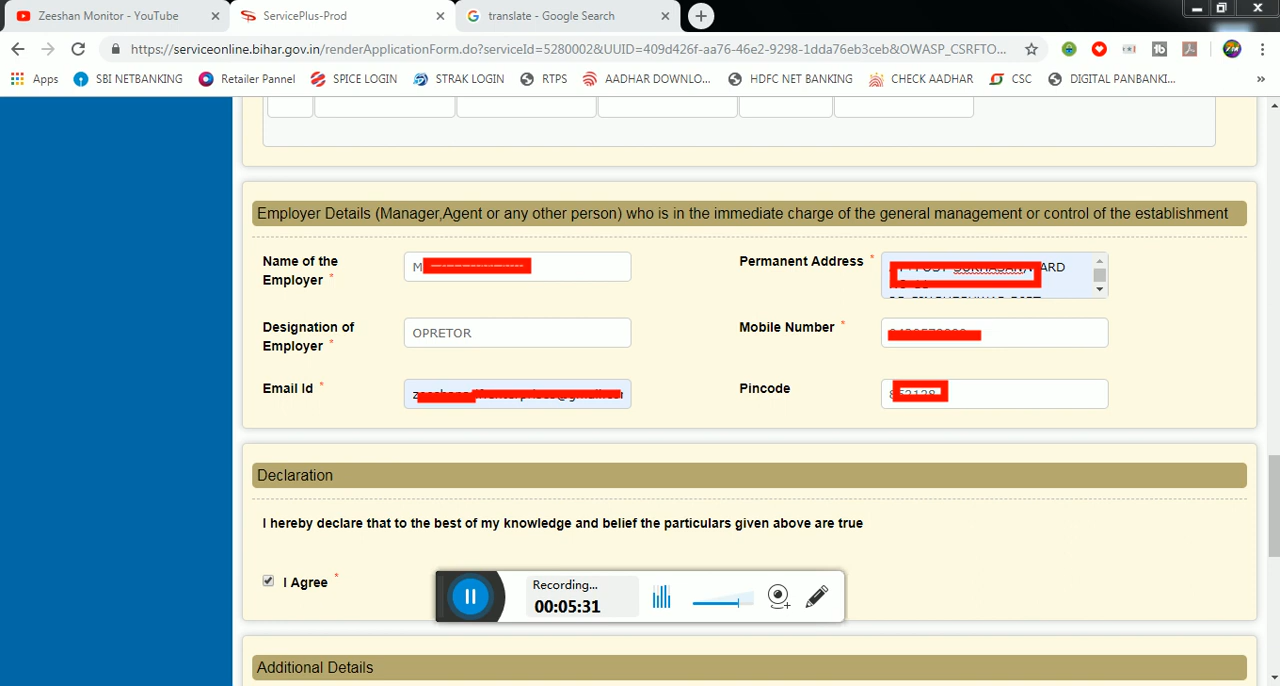 Zeeshan Monitor - YouTube
ServicePlus-Prod
translate - Google Search
https://serviceonline.bihar.gov.in/renderApplicationForm.do?serviceId=5280002&UUID=409d426f-aa76-46e2-9298-1dda76eb3ceb&OWASP_CSRFTO...
Apps SBI NETBANKING Retailer Pannel SPICE LOGIN STRAK LOGIN RTPS AADHAR DOWNLO... HDFC NET BANKING CHECK AADHAR CSC DIGITAL PANBANKI... »
Employer Details (Manager,Agent or any other person) who is in the immediate charge of the general management or control of the establishment
Name of the Employer *
M
Permanent Address *
ARD
Designation of Employer *
OPRETOR
Mobile Number *
Email Id *
Pincode
Declaration
I hereby declare that to the best of my knowledge and belief the particulars given above are true
I Agree *
Recording...
00:05:31
Additional Details